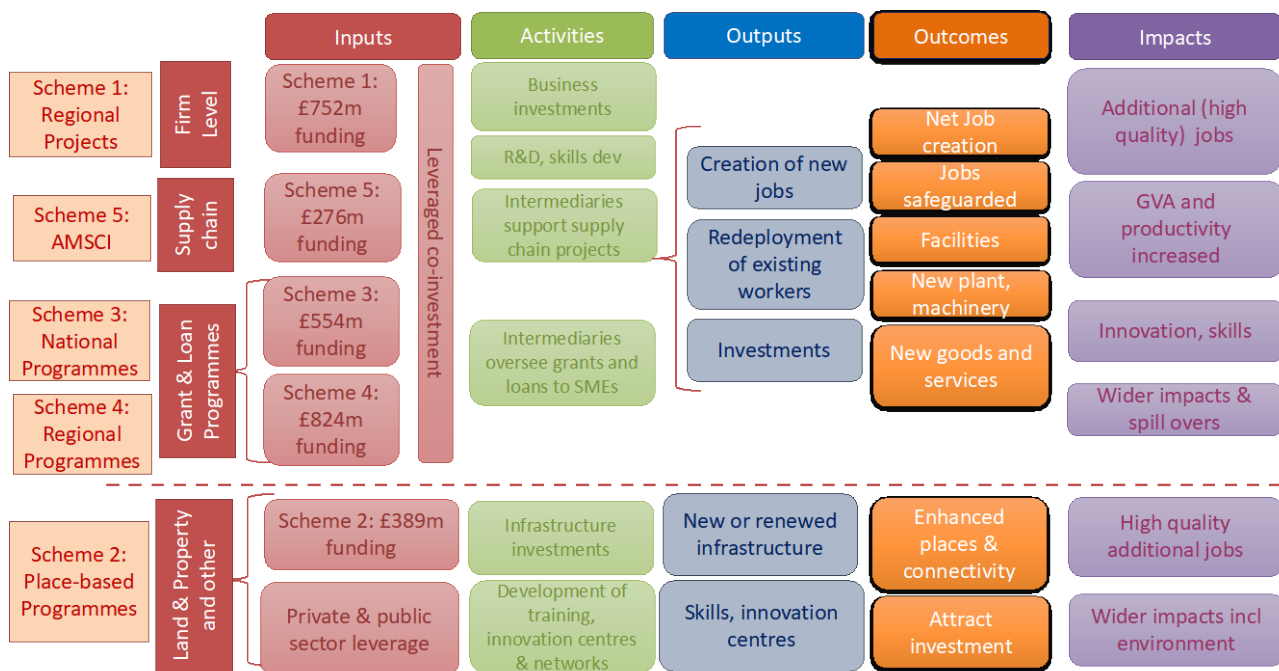 Inputs
Activities
Outputs
Outcomes
Impacts
Scheme 1:
Regional
Projects
Firm
Level
Scheme 1:
£752m
funding
Leveraged co-investment
Business
investments
R&D, skills dev
Scheme 5:
AMSCI
Supply
chain
Scheme 5:
£276m
funding
Intermediaries
support supply
chain projects
Scheme 3:
National
Programmes
Scheme 4:
Regional
Programmes
Grant & Loan
Programmes
Scheme 3:
£554m
funding
Scheme 4:
£824m
funding
Intermediaries
oversee grants and
loans to SMEs
Creation of new
jobs
Redeployment
of existing
workers
Investments
Net Job
creation
Jobs
safeguarded
Facilities
New plant,
machinery
New goods and
services
Additional (high
quality) jobs
GVA and
productivity
increased
Innovation, skills
Wider impacts &
spill overs
Scheme 2:
Place-based
Programmes
Land & Property
and other
Scheme 2: £389m
funding
Private & public
sector leverage
Infrastructure
investments
Development of
training,
innovation centres
& networks
New or renewed
infrastructure
Skills, innovation
centres
Enhanced
places &
connectivity
Attract
investment
High quality
additional jobs
Wider impacts incl
environment